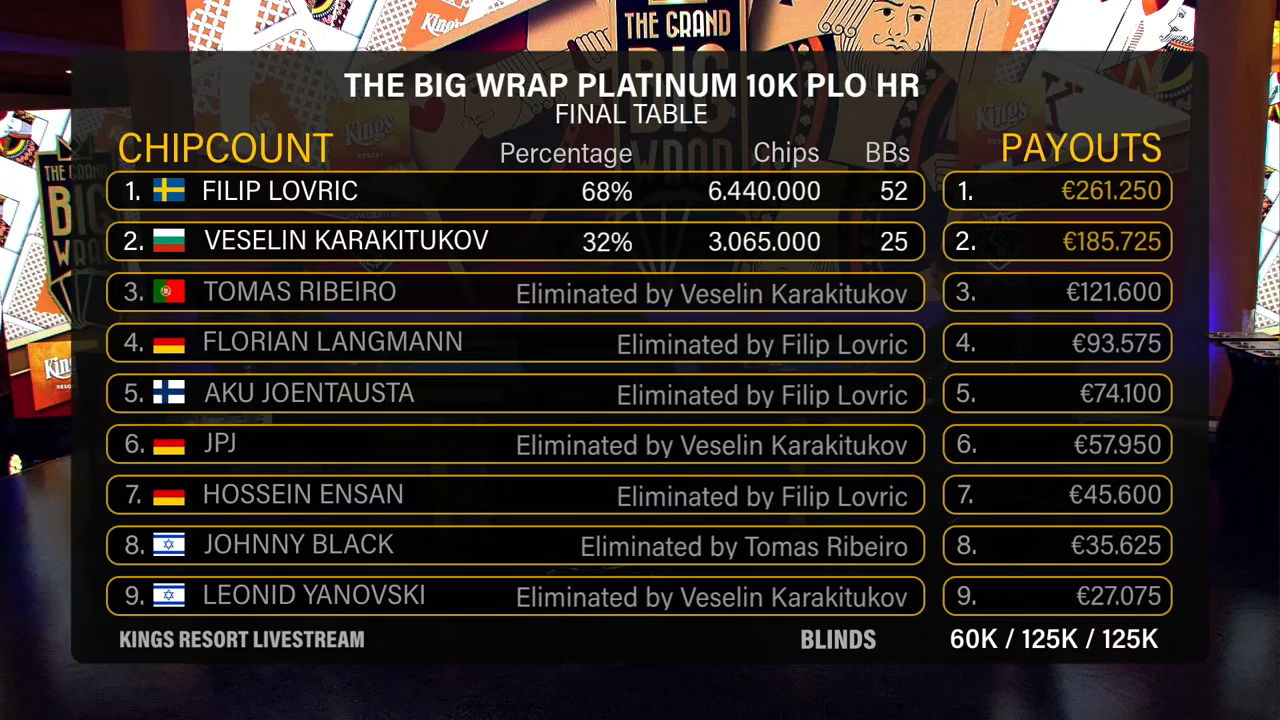 THE GRAND
BIG
WRAP
Kings
THE BIG WRAP PLATINUM 10K PLO HR
FINAL TABLE
CHIPCOUNT Percentage Chips BBs PAYOUTS
1. FILIP LOVRIC 68% 6.440.000 52 1. €261.250
2. VESELIN KARAKITUKOV 32% 3.065.000 25 2. €185.725
3. TOMAS RIBEIRO Eliminated by Veselin Karakitukov 3. €121.600
4. FLORIAN LANGMANN Eliminated by Filip Lovric 4. €93.575
5. AKU JOENTAUSTA Eliminated by Filip Lovric 5. €74.100
6. JPJ Eliminated by Veselin Karakitukov 6. €57.950
7. HOSSEIN ENSAN Eliminated by Filip Lovric 7. €45.600
8. JOHNNY BLACK Eliminated by Tomas Ribeiro 8. €35.625
9. LEONID YANOVSKI Eliminated by Veselin Karakitukov 9. €27.075
KINGS RESORT LIVESTREAM BLINDS 60K / 125K / 125K